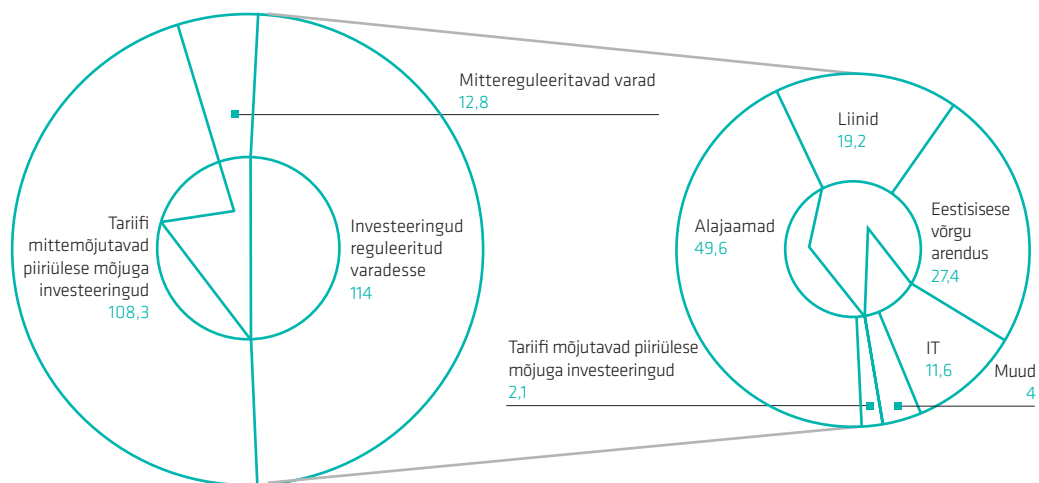 Mittereguleeritavad varad
12,8
Tariifi
mittemõjutavad
piiriülese mõjuga
investeeringud
108,3
Investeeringud
reguleeritud
varadesse
114
Liinid
19,2
Alajaamad
49,6
Eestisisese
võrgu
arendus
27,4
Tariifi mõjutavad piiriülese
mõjuga investeeringud
2,1
IT
11,6
Muud
4